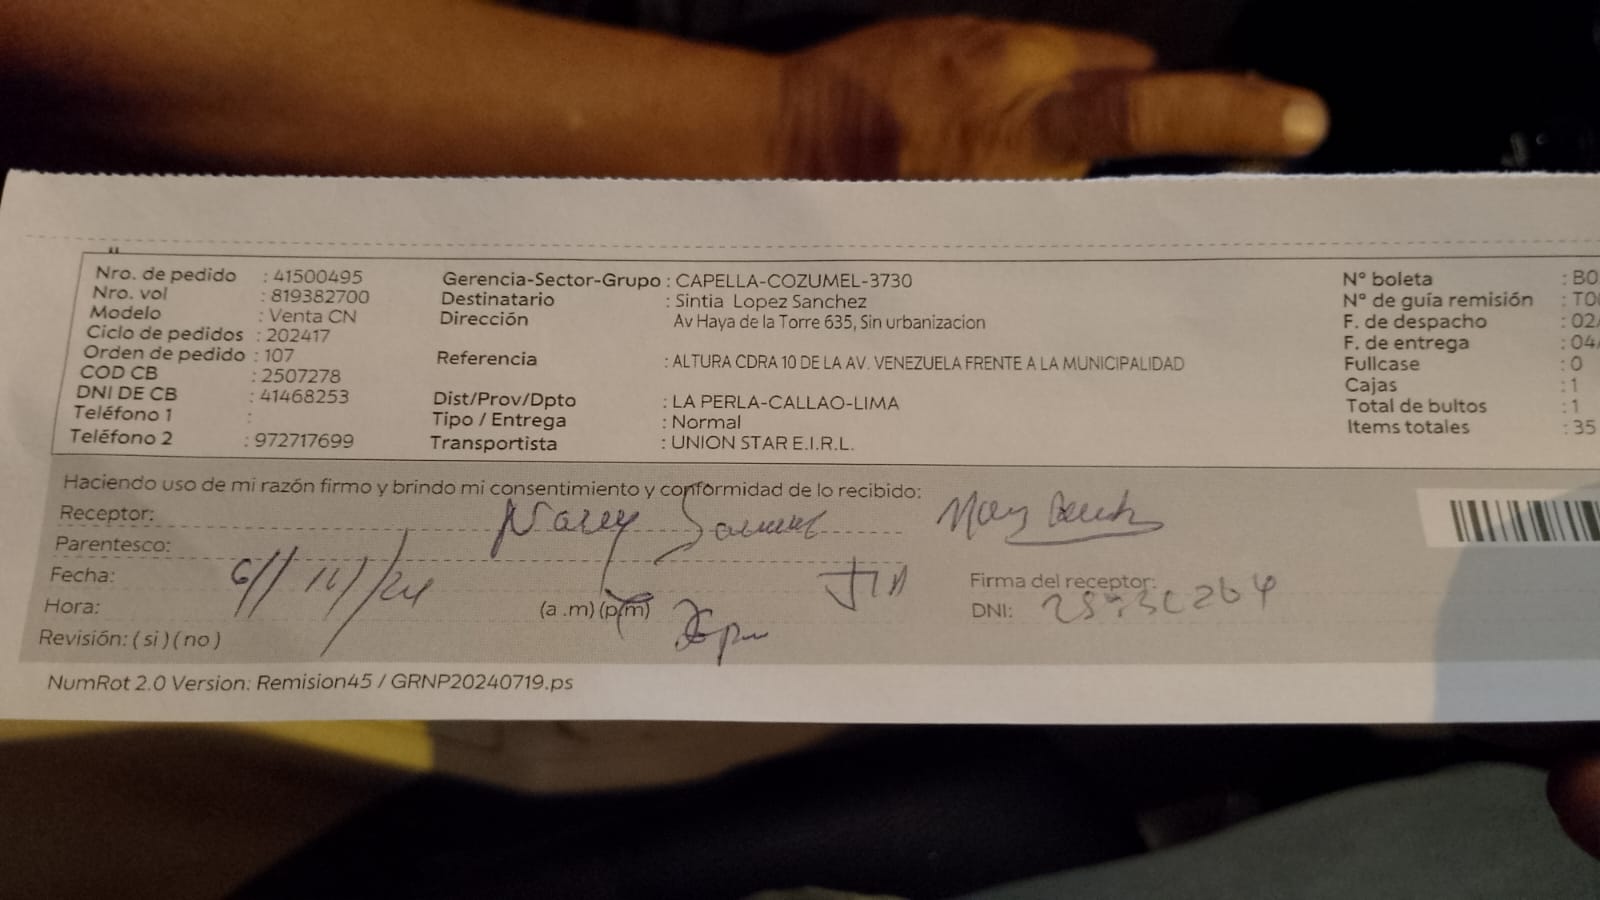 Nro. de pedido : 41500495
Nro. vol : 819382700
Modelo : Venta CN
Ciclo de pedidos : 202417
Orden de pedido : 107
COD CB : 2507278
DNI DE CB : 41468253
Teléfono 1 :
Teléfono 2 : 972717699
Gerencia-Sector-Grupo : CAPELLA-COZUMEL-3730
Destinatario : Sintia Lopez Sanchez
Dirección Av Haya de la Torre 635, Sin urbanizacion
Referencia : ALTURA CDRA 10 DE LA AV. VENEZUELA FRENTE A LA MUNICIPALIDAD
Dist/Prov/Dpto : LA PERLA-CALLAO-LIMA
Tipo / Entrega : Normal
Transportista : UNION STAR E.I.R.L.
N° boleta : B0
N° de guía remisión : T0
F. de despacho : 02/
F. de entrega : 04/
Fullcase : 0
Cajas : 1
Total de bultos : 1
Items totales : 35
Haciendo uso de mi razón firmo y brindo mi consentimiento y conformidad de lo recibido:
Receptor:
Parentesco:
Fecha: 6/11/24
Hora: (a .m) (p.m)
Revisión: ( si ) ( no )
Firma del receptor:
DNI:
NumRot 2.0 Version: Remision45 / GRNP20240719.ps